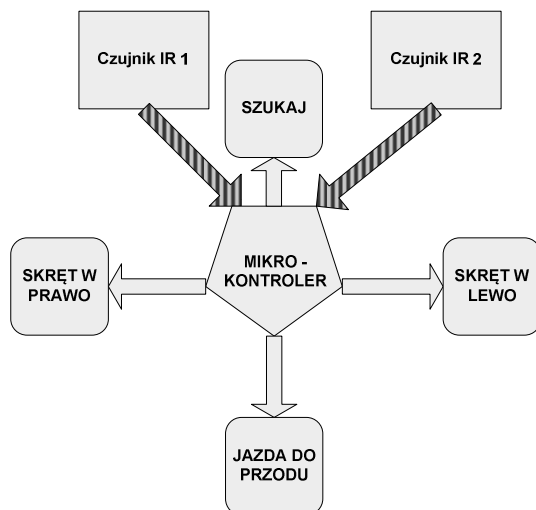 Czujnik IR 1
Czujnik IR 2
SZUKAJ
MIKRO -
KONTROLER
SKRĘT W
PRAWO
SKRĘT W
LEWO
JAZDA DO
PRZODU